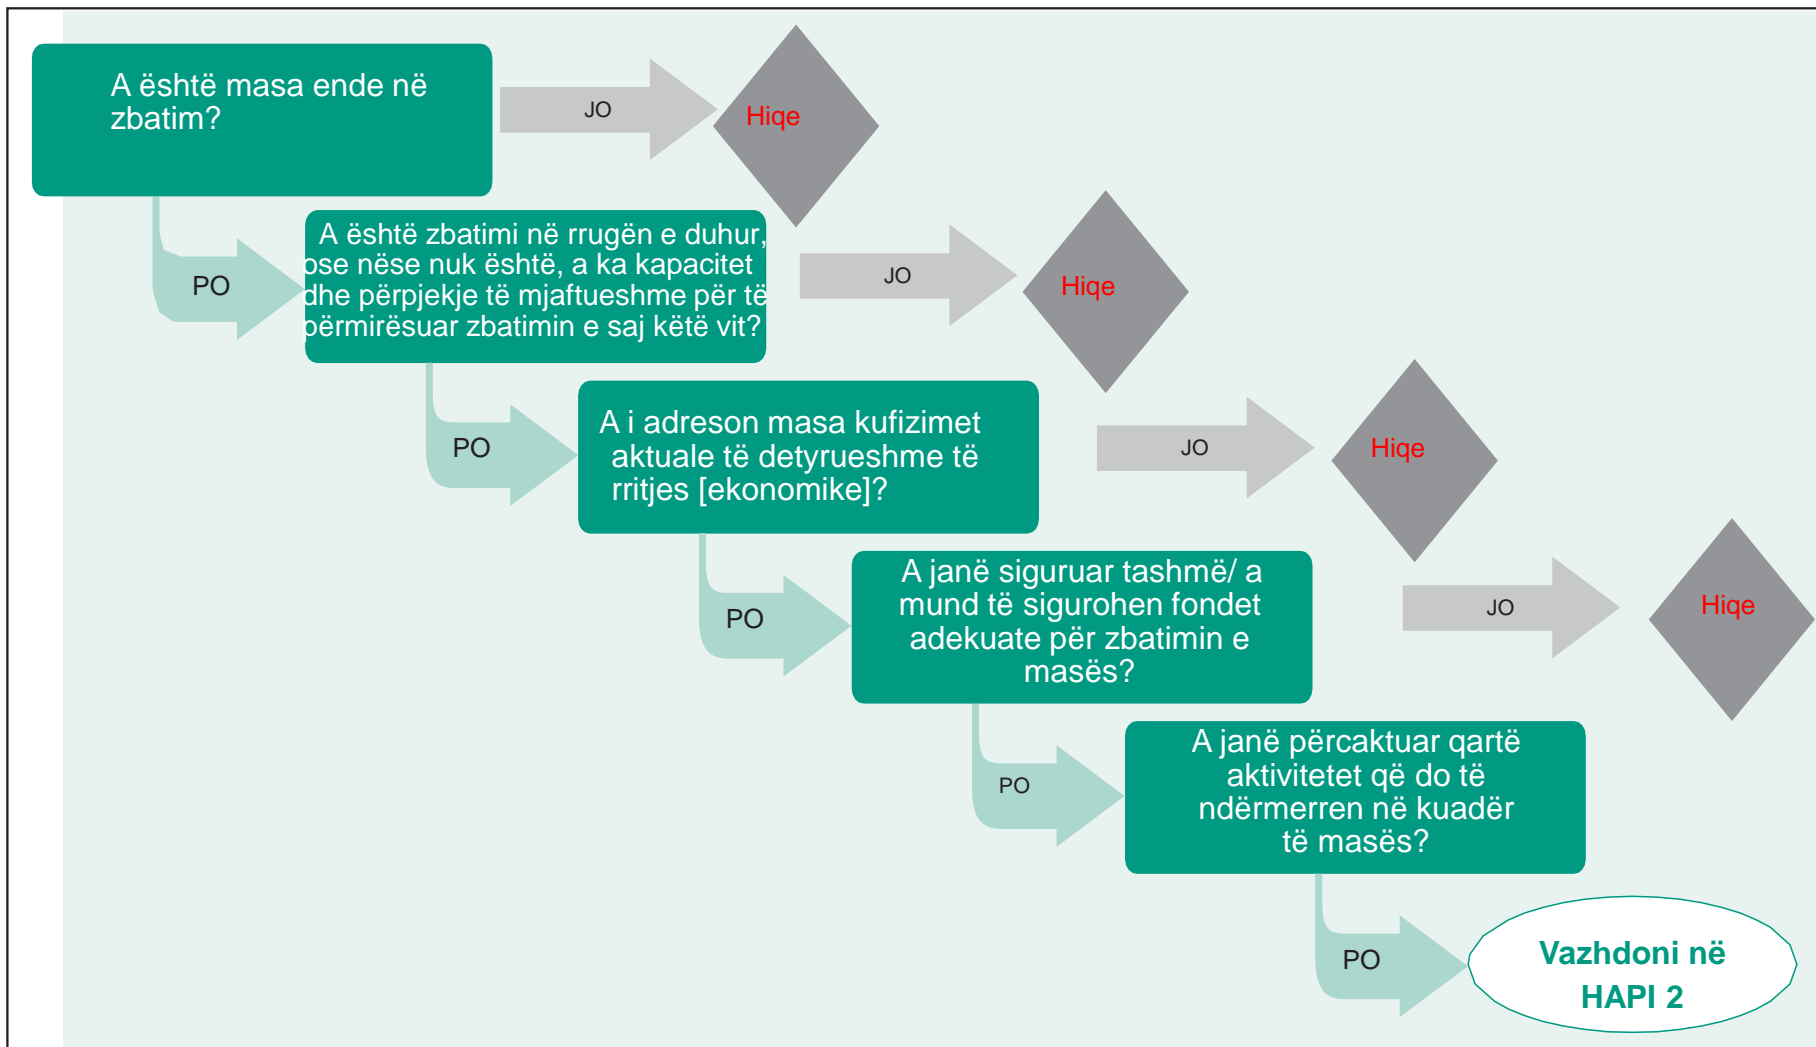 A është masa ende në
zbatim?
JO
Hiqe
PO
A është zbatimi në rrugën e duhur,
ose nëse nuk është, a ka kapacitet
dhe përpjekje të mjaftueshme për të
përmirësuar zbatimin e saj këtë vit?
JO
Hiqe
PO
A i adreson masa kufizimet
aktuale të detyrueshme të
rritjes [ekonomike]?
JO
Hiqe
PO
A janë siguruar tashmë/ a
mund të sigurohen fondet
adekuate për zbatimin e
masës?
JO
Hiqe
PO
A janë përcaktuar qartë
aktivitetet që do të
ndërmerren në kuadër
të masës?
PO
Vazhdoni në
HAPI 2